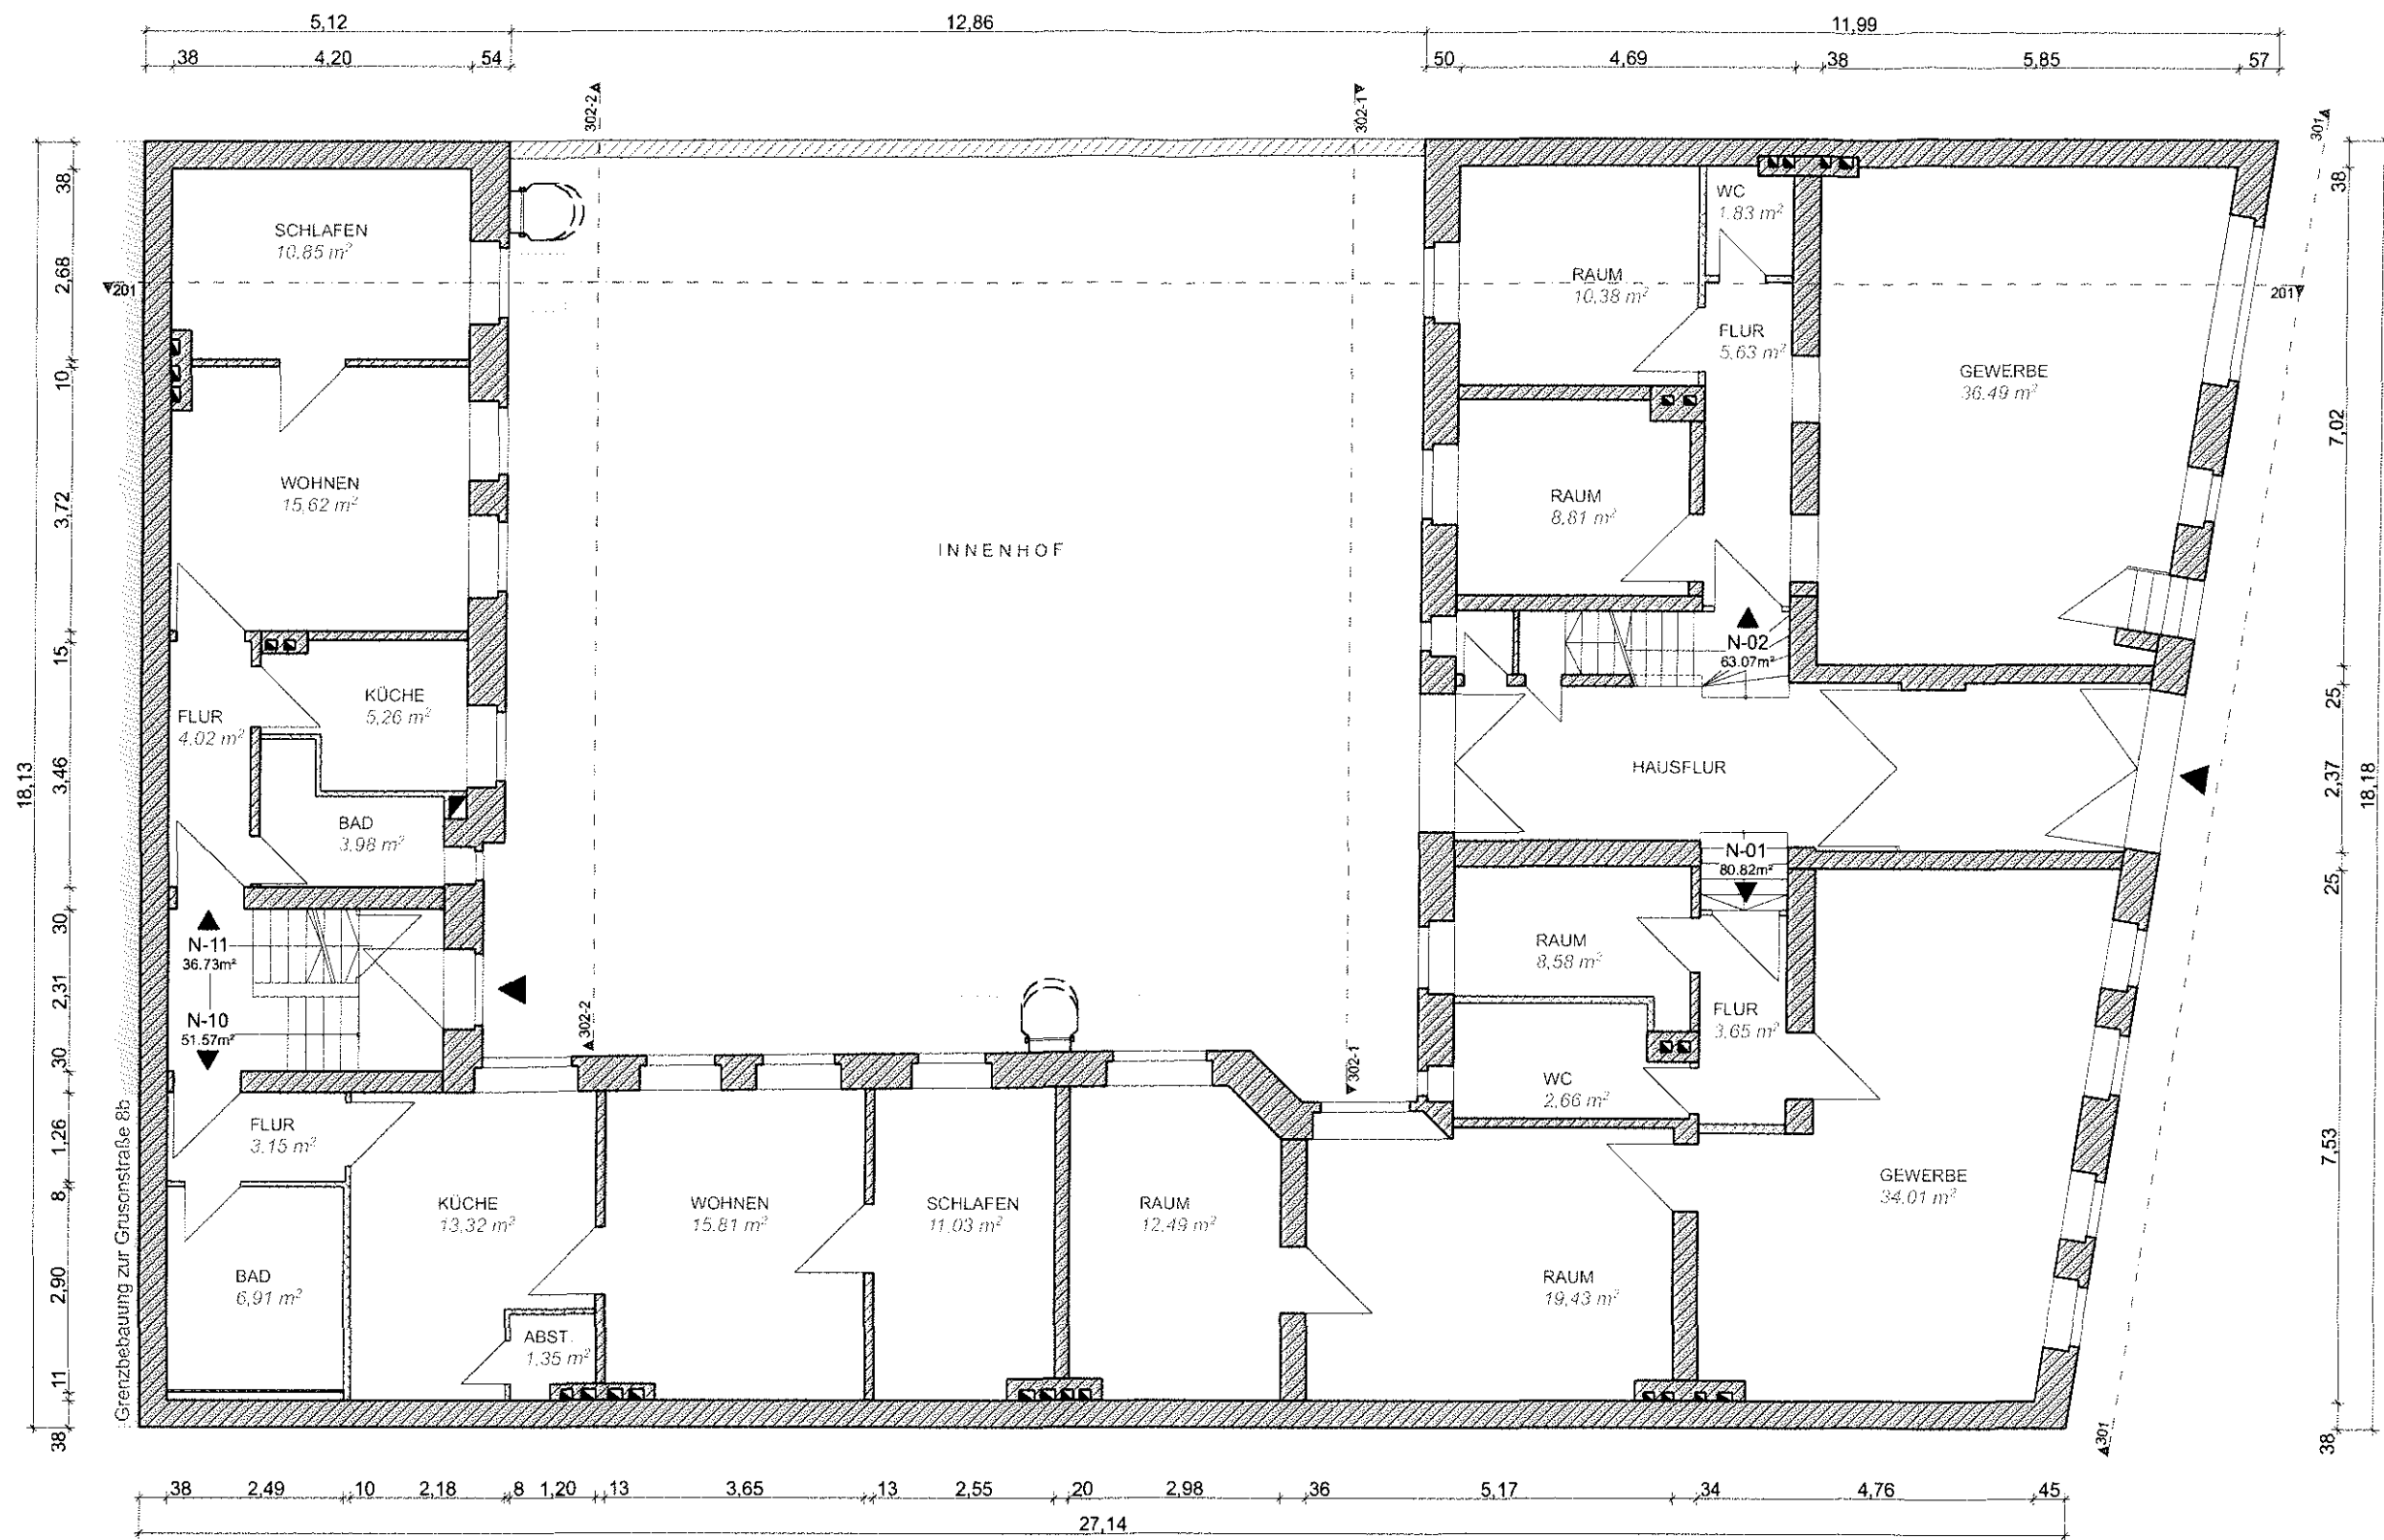 5,12
12,86
11,99
38
4,20
54
50
4,69
38
5,85
57
302-2
302-1
301
SCHLAFEN
10.85 m²
WC
1.83 m²
RAUM
10.38 m²
201
201
FLUR
5.63 m²
GEWERBE
36.49 m²
WOHNEN
15,62 m²
RAUM
8,81 m²
INNENHOF
N-02
63.07m²
KÜCHE
5,26 m²
FLUR
4.02 m²
HAUSFLUR
BAD
3,98 m²
N-01
80.82m²
N-11
36.73m²
RAUM
8,58 m²
N-10
51.57m²
FLUR
3,65 m²
302-2
302-1
WC
2,66 m²
FLUR
3.15 m²
KÜCHE
13,32 m²
WOHNEN
15.81 m²
SCHLAFEN
11,03 m²
RAUM
12,49 m²
GEWERBE
34.01 m²
BAD
6,91 m²
RAUM
19,43 m²
ABST.
1.35 m²
Grenzbebauung zur Grusonstraße 8b
301
18,13
38
2,68
10
3,72
15
3,46
30
2,31
30
1,26
8
2,90
11
38
38
7,02
25
2,37
25
7,53
38
18,18
38
2,49
10
2,18
8
1,20
13
3,65
13
2,55
20
2,98
36
5,17
34
4,76
45
27,14